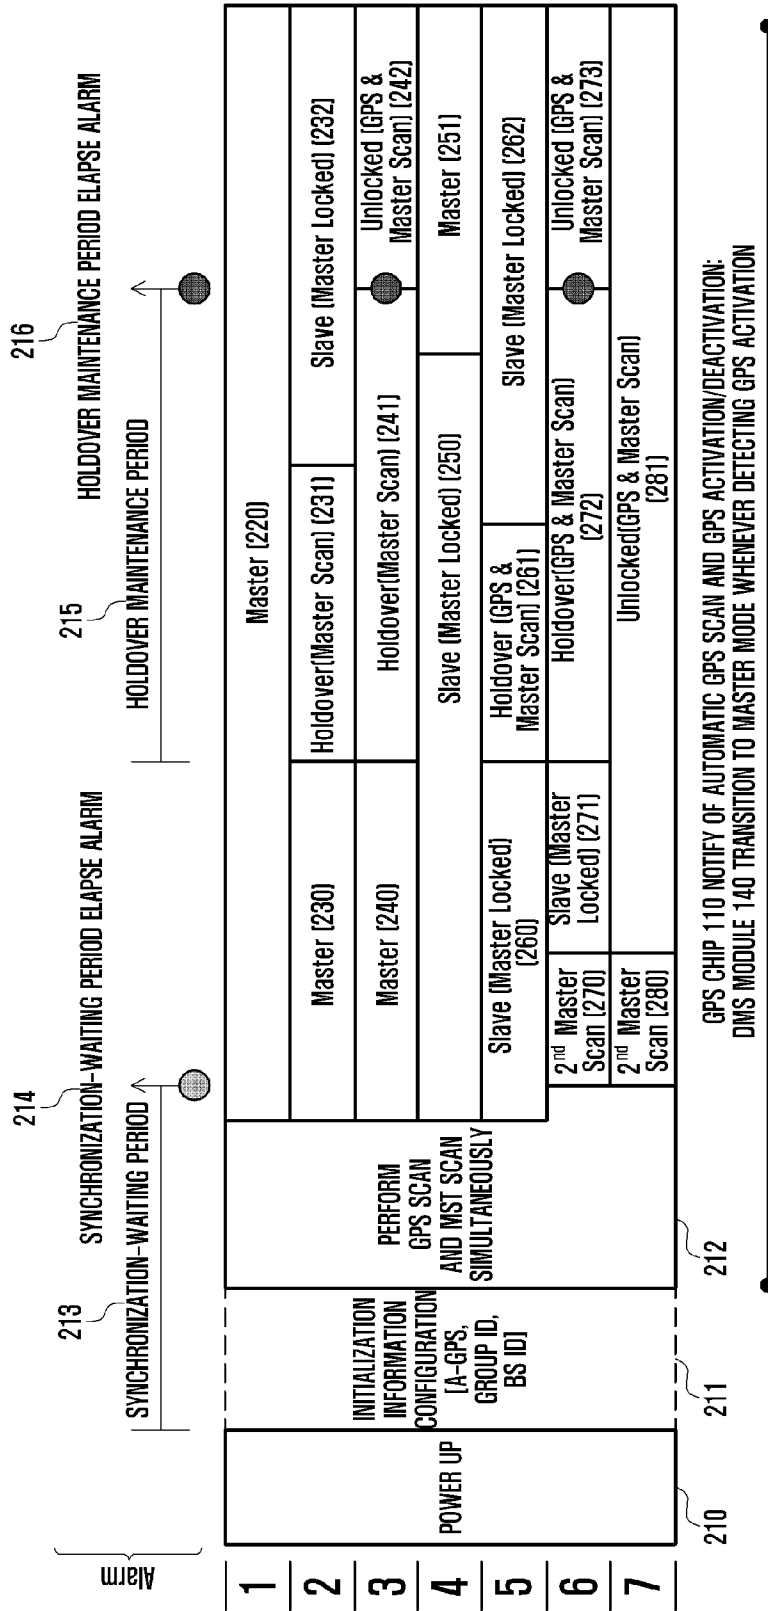 216
HOLDOVER MAINTENANCE PERIOD ELAPSE ALARM
215
HOLDOVER MAINTENANCE PERIOD
214
SYNCHRONIZATION-WAITING PERIOD ELAPSE ALARM
213
SYNCHRONIZATION-WAITING PERIOD
Alarm
1
2
3
4
5
6
7
POWER UP
210
INITIALIZATION
INFORMATION
CONFIGURATION
[A-GPS,
GROUP ID,
BS ID]
211
PERFORM
GPS SCAN
AND MST SCAN
SIMULTANEOUSLY
212
Master (220)
Master (230)
Holdover(Master Scan) (231)
Slave (Master Locked) (232)
Master (240)
Holdover(Master Scan) (241)
Unlocked (GPS &
Master Scan) (242)
Slave (Master Locked) (250)
Master (251)
Slave (Master Locked)
(260)
Holdover (GPS &
Master Scan) (261)
Slave (Master Locked) (262)
2nd Master
Scan (270)
Slave (Master
Locked) (271)
Holdover(GPS & Master Scan)
(272)
Unlocked (GPS &
Master Scan) (273)
2nd Master
Scan (280)
Unlocked(GPS & Master Scan)
(281)
GPS CHIP 110 NOTIFY OF AUTOMATIC GPS SCAN AND GPS ACTIVATION/DEACTIVATION:
DMS MODULE 140 TRANSITION TO MASTER MODE WHENEVER DETECTING GPS ACTIVATION